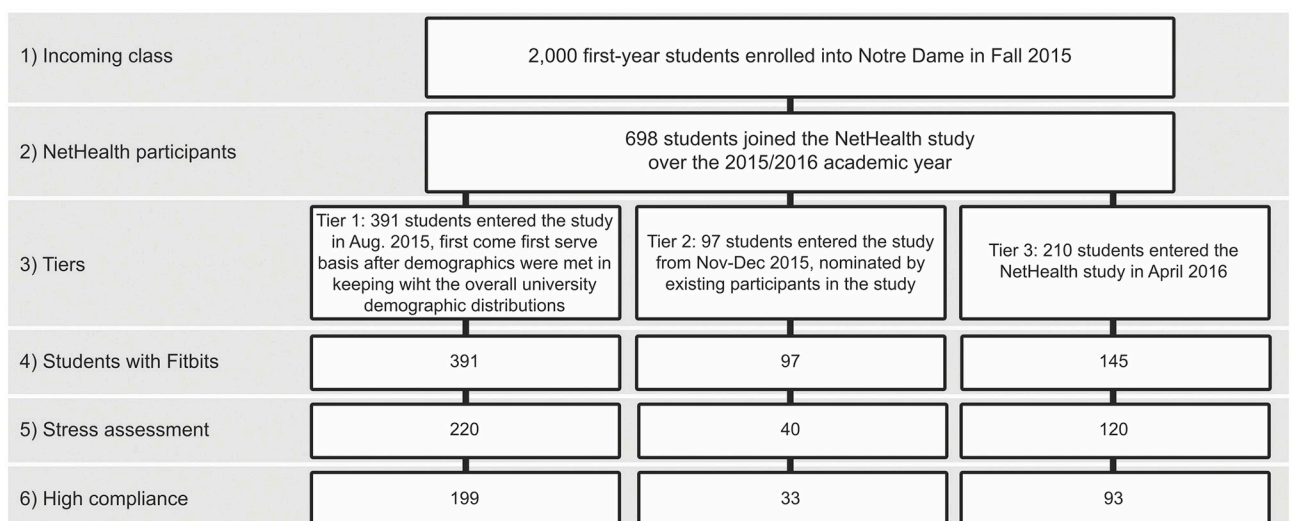 1) Incoming class
2,000 first-year students enrolled into Notre Dame in Fall 2015
2) NetHealth participants
698 students joined the NetHealth study
over the 2015/2016 academic year
3) Tiers
Tier 1: 391 students entered the study
in Aug. 2015, first come first serve
basis after demographics were met in
keeping wiht the overall university
demographic distributions
Tier 2: 97 students entered the study
from Nov-Dec 2015, nominated by
existing participants in the study
Tier 3: 210 students entered the
NetHealth study in April 2016
4) Students with Fitbits
391
97
145
5) Stress assessment
220
40
120
6) High compliance
199
33
93